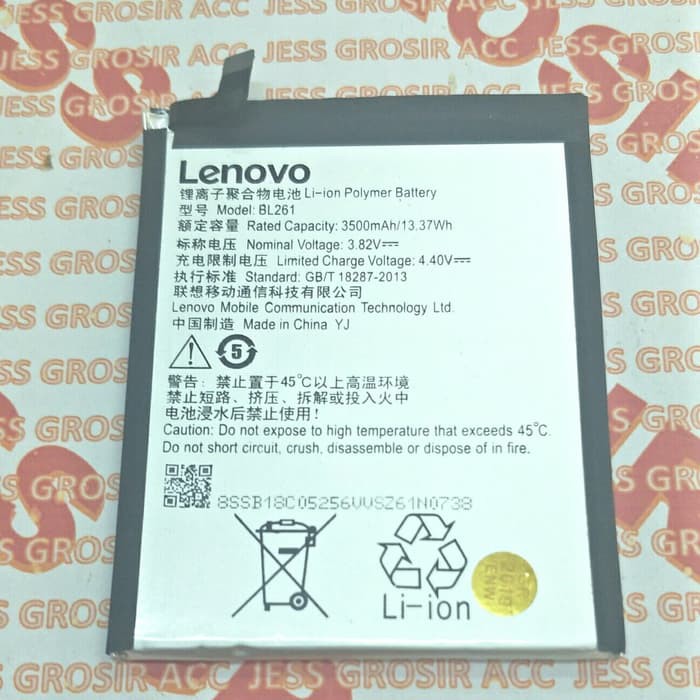 Lenovo
锂离子聚合物电池 Li-ion Polymer Battery
型号 Model: BL261
额定容量 Rated Capacity: 3500mAh/13.37Wh
标称电压 Nominal Voltage: 3.82V
充电限制电压 Limited Charge Voltage: 4.40V
执行标准 Standard: GB/T 18287-2013
联想移动通信科技有限公司
Lenovo Mobile Communication Technology Ltd.
中国制造 Made in China YJ
5
警告: 禁止置于45°C以上高温环境
禁止短路、挤压、拆解或投入火中
电池浸水后禁止使用!
Caution: Do not expose to high temperature that exceeds 45°C.
Do not short circuit, crush, disassemble or dispose of in fire.
8SSB18C05256VVSZ61N0738
Li-ion
JESS GROSIR ACC JESS GROSIR ACC